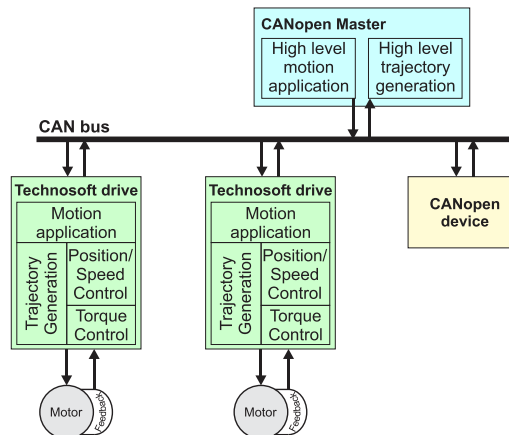 CANopen Master
High level
motion
application
High level
trajectory
generation
CAN bus
Technosoft drive
Motion
application
Trajectory
Generation
Position/
Speed
Control
Torque
Control
Motor
Feedback
Technosoft drive
Motion
application
Trajectory
Generation
Position/
Speed
Control
Torque
Control
Motor
Feedback
CANopen
device